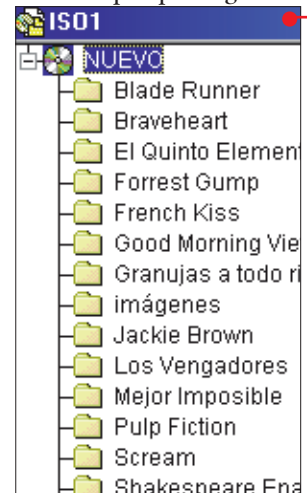 ISO1
NUEVO
Blade Runner
Braveheart
El Quinto Elemen
Forrest Gump
French Kiss
Good Morning Vie
Granujas a todo ri
imágenes
Jackie Brown
Los Vengadores
Mejor Imposible
Pulp Fiction
Scream
Shakespeare Ena